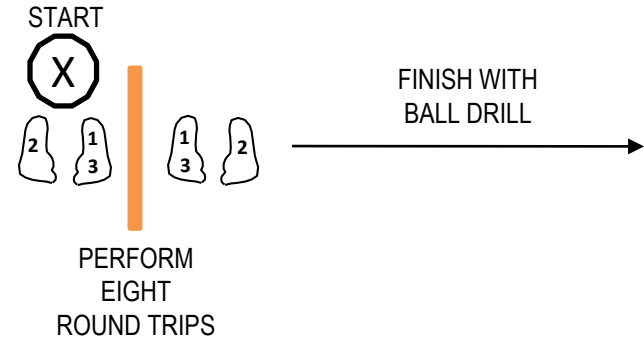 START
X
FINISH WITH
BALL DRILL
2
1
3
1
3
2
PERFORM
EIGHT
ROUND TRIPS